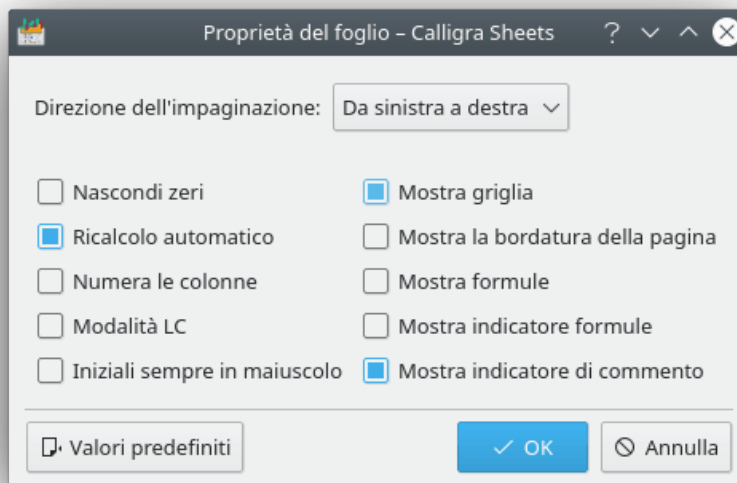 Proprietà del foglio – Calligra Sheets
Direzione dell'impaginazione: Da sinistra a destra
Nascondi zeri
Mostra griglia
Ricalcolo automatico
Mostra la bordatura della pagina
Numera le colonne
Mostra formule
Modalità LC
Mostra indicatore formule
Iniziali sempre in maiuscolo
Mostra indicatore di commento
Valori predefiniti
OK
Annulla